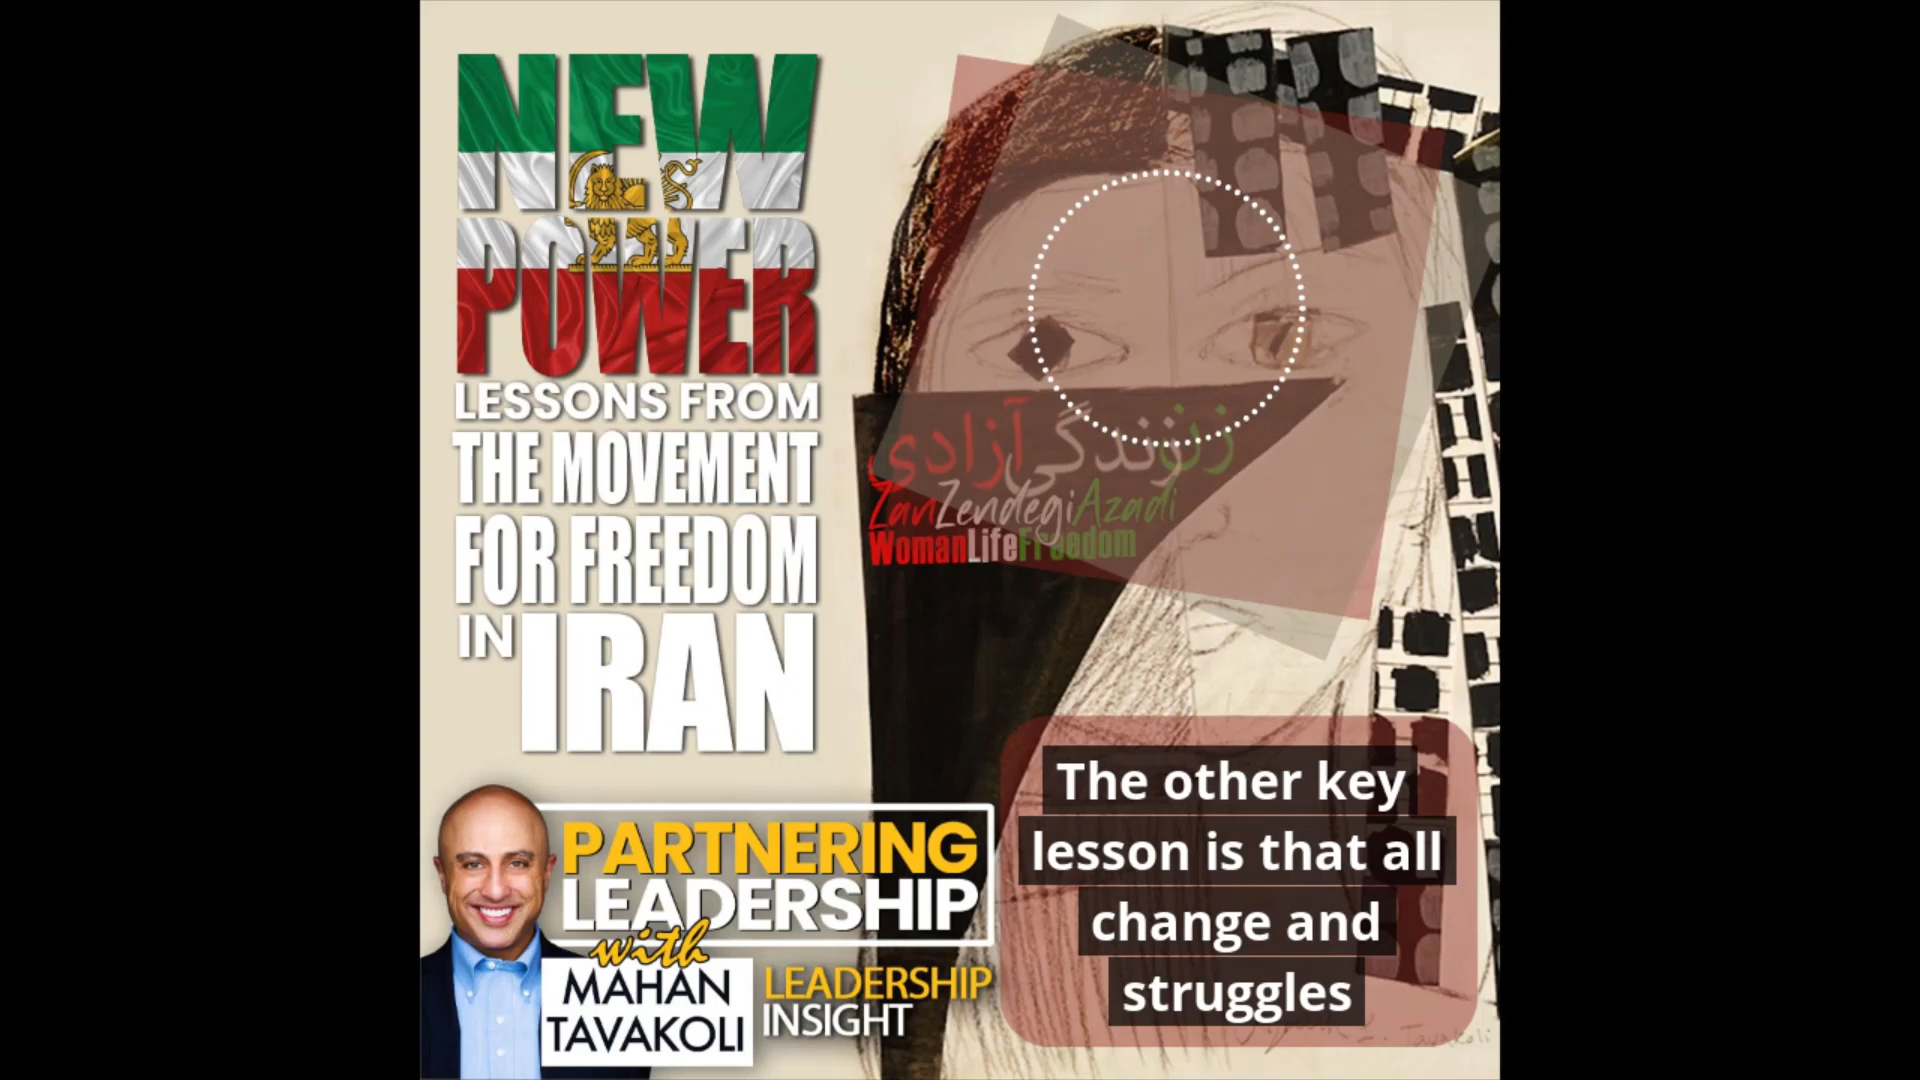 NEW
POWER
LESSONS FROM
THE MOVEMENT
FOR FREEDOM
IN IRAN
زن زندگی آزادی
ZanZendegiAzadi
WomanLifeFreedom
PARTNERING
LEADERSHIP
with
MAHAN
TAVAKOLI
LEADERSHIP
INSIGHT
The other key
lesson is that all
change and
struggles
Tavakoli